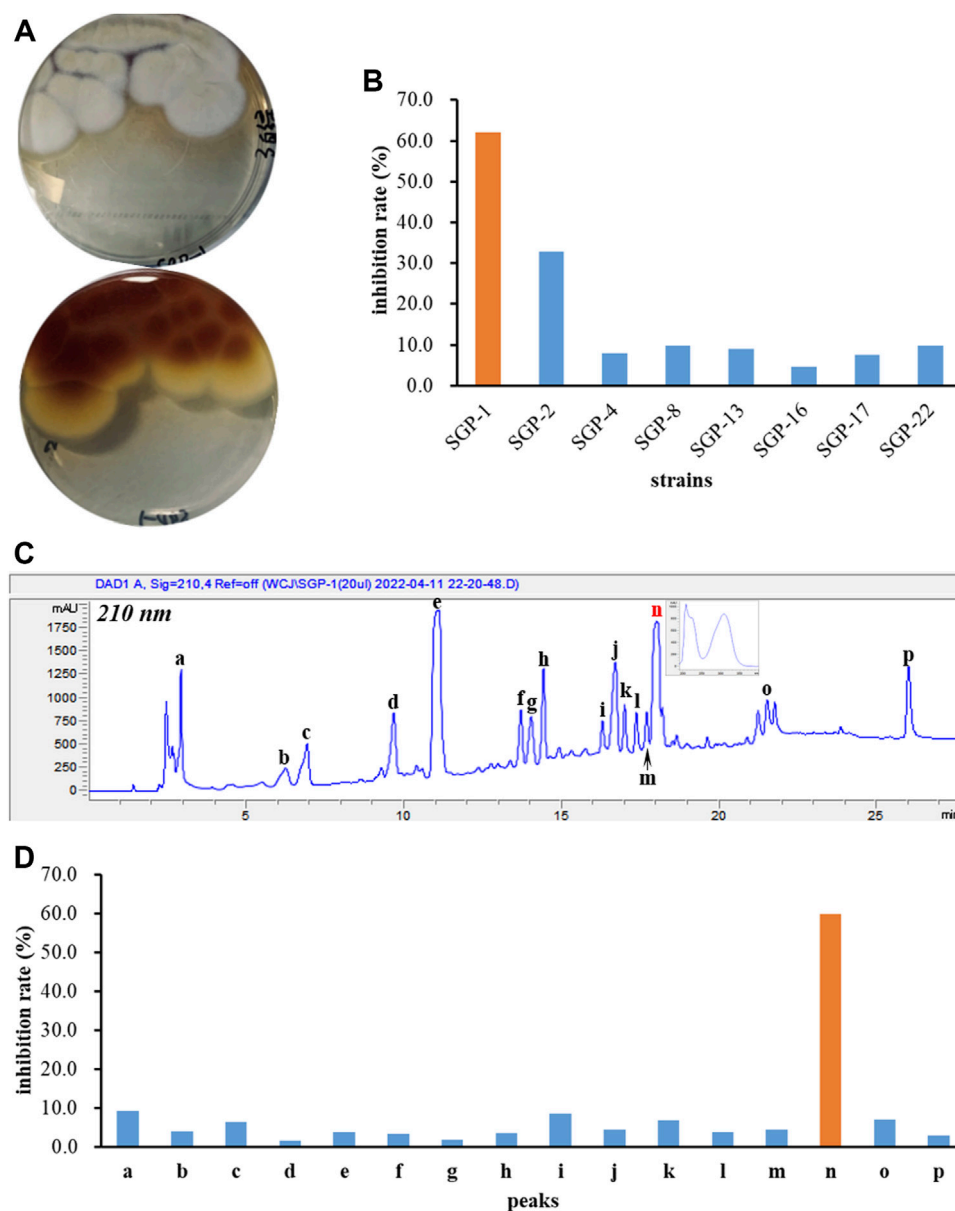 A
B
70.0
60.0
50.0
40.0
30.0
20.0
10.0
0.0
inhibition rate (%)
SGP-1
SGP-2
SGP-4
SGP-8
SGP-13
SGP-16
SGP-17
SGP-22
strains
C
DAD1 A, Sig=210,4 Ref=off (WCJ\SGP-1(20ul) 2022-04-11 22-20-48.D)
mAU
210 nm
1750
1500
1250
1000
750
500
250
0
a
b
c
d
e
f
g
h
i
j
k
l
m
n
o
p
5
10
15
20
25
min
D
70.0
60.0
50.0
40.0
30.0
20.0
10.0
0.0
inhibition rate (%)
a b c d e f g h i j k l m n o p
peaks